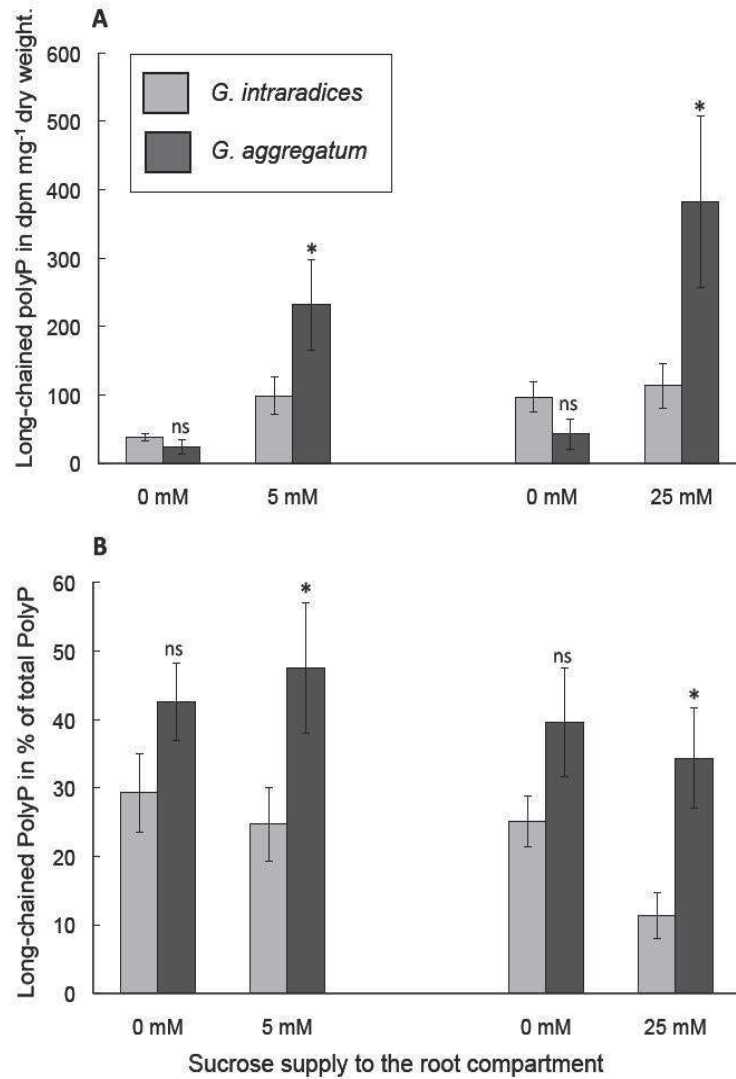 A
Long-chained polyP in dpm mg⁻¹ dry weight.
600
500
400
300
200
100
0
G. intraradices
G. aggregatum
ns
*
ns
*
0 mM
5 mM
0 mM
25 mM
B
Long-chained PolyP in % of total PolyP
60
50
40
30
20
10
0
ns
*
ns
*
0 mM
5 mM
0 mM
25 mM
Sucrose supply to the root compartment